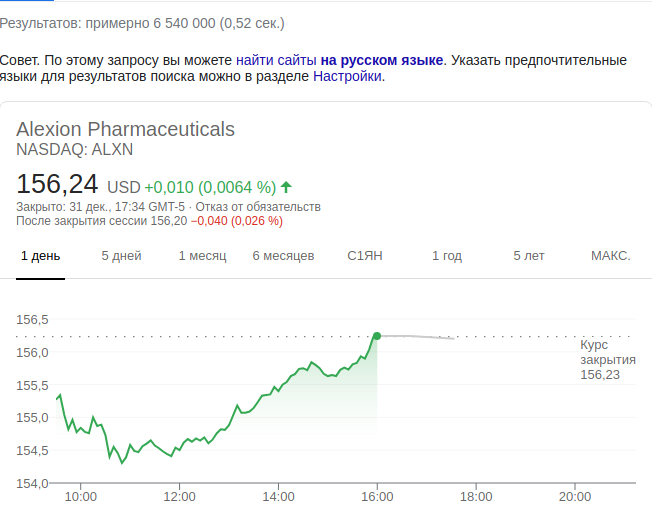 Результатов: примерно 6 540 000 (0,52 сек.)
Совет. По этому запросу вы можете найти сайты на русском языке. Указать предпочтительные
языки для результатов поиска можно в разделе Настройки.
Alexion Pharmaceuticals
NASDAQ: ALXN
156,24 USD +0,010 (0,0064 %)
Закрыто: 31 дек., 17:34 GMT-5 · Отказ от обязательств
После закрытия сессии 156,20 −0,040 (0,026 %)
1 день 5 дней 1 месяц 6 месяцев С1ЯН 1 год 5 лет МАКС.
156,5
156,0
155,5
155,0
154,5
154,0
Курс
закрытия
156,23
10:00 12:00 14:00 16:00 18:00 20:00